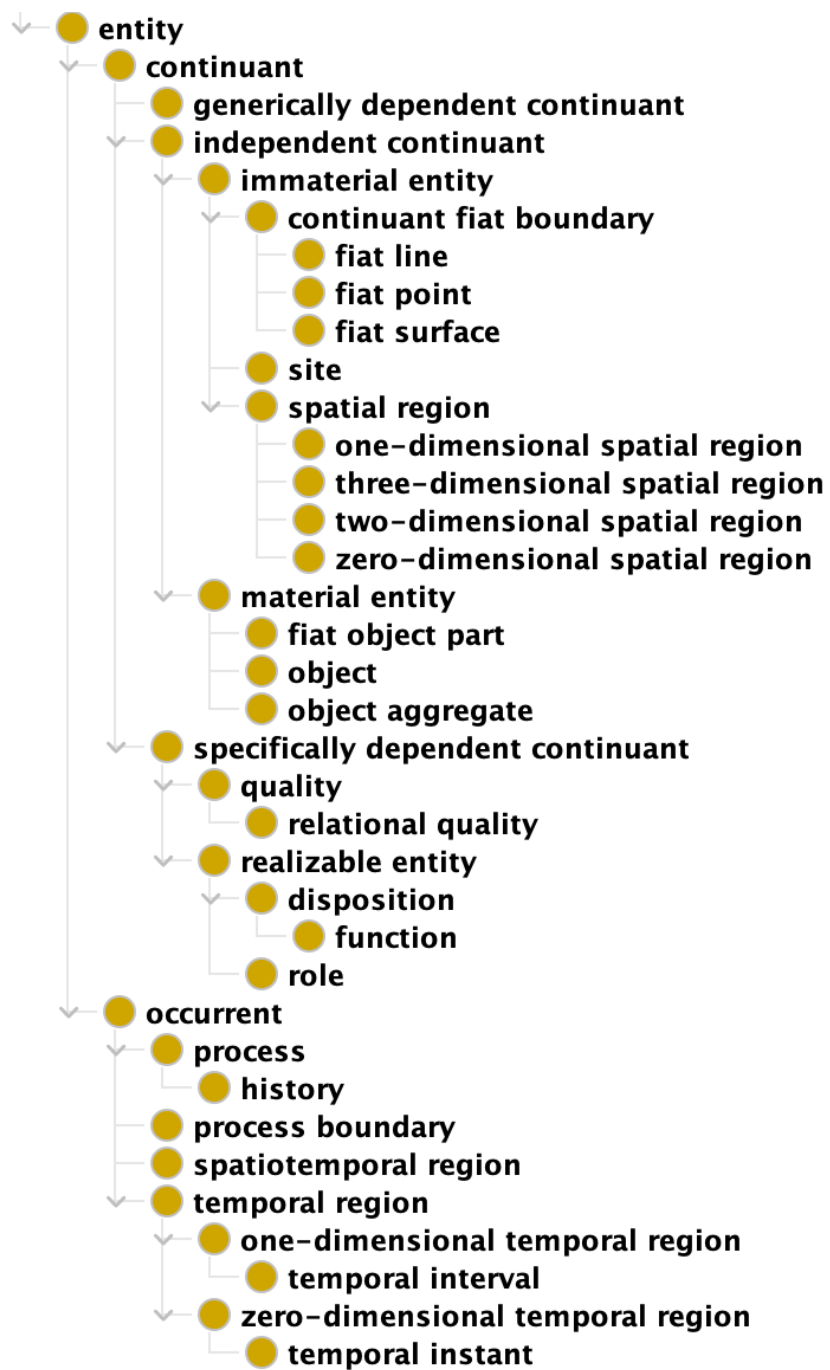 entity
continuant
generically dependent continuant
independent continuant
immaterial entity
continuant fiat boundary
fiat line
fiat point
fiat surface
site
spatial region
one-dimensional spatial region
three-dimensional spatial region
two-dimensional spatial region
zero-dimensional spatial region
material entity
fiat object part
object
object aggregate
specifically dependent continuant
quality
relational quality
realizable entity
disposition
function
role
occurrent
process
history
process boundary
spatiotemporal region
temporal region
one-dimensional temporal region
temporal interval
zero-dimensional temporal region
temporal instant